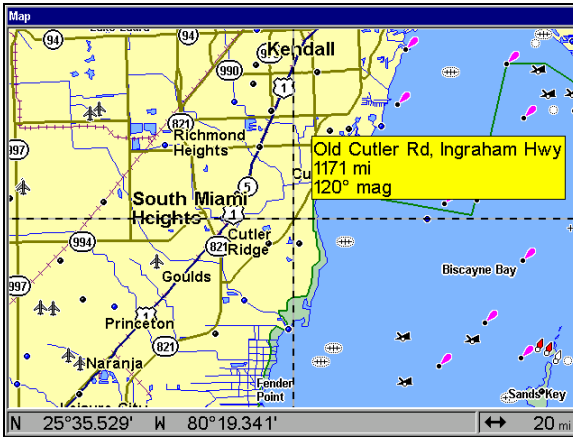 Map
94
94
Kendall
990
1
821
Richmond
Heights
997
Old Cutler Rd, Ingraham Hwy
1171 mi
120° mag
5
South Miami
Heights
1
Cutler
Ridge
821
994
Biscayne Bay
Goulds
997
1
Princeton
821
Naranja
Fender
Point
Sands Key
N 25°35.529' W 80°19.341'
20 mi